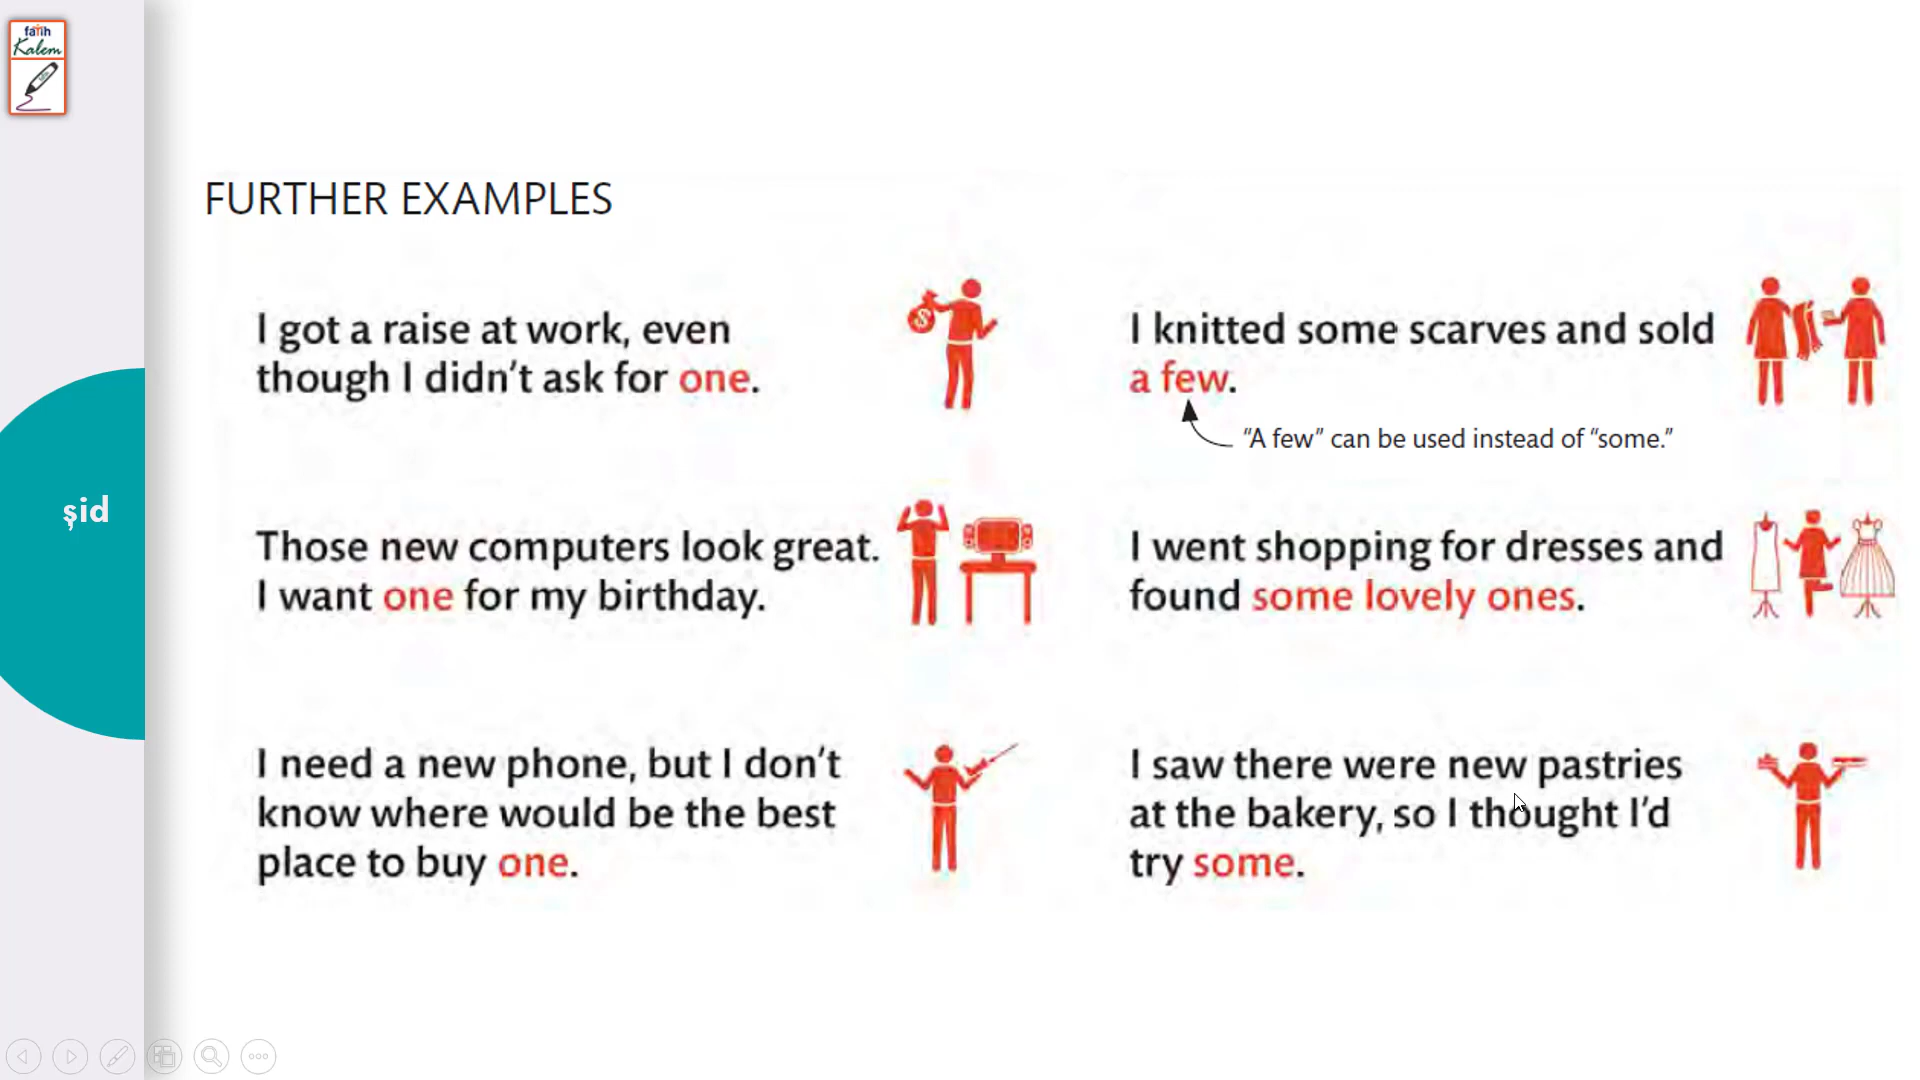 fatih
Kalem
FURTHER EXAMPLES
I got a raise at work, even
though I didn’t ask for one.
I knitted some scarves and sold
a few.
“A few” can be used instead of “some.”
şid
Those new computers look great.
I want one for my birthday.
I went shopping for dresses and
found some lovely ones.
I need a new phone, but I don’t
know where would be the best
place to buy one.
I saw there were new pastries
at the bakery, so I thought I’d
try some.